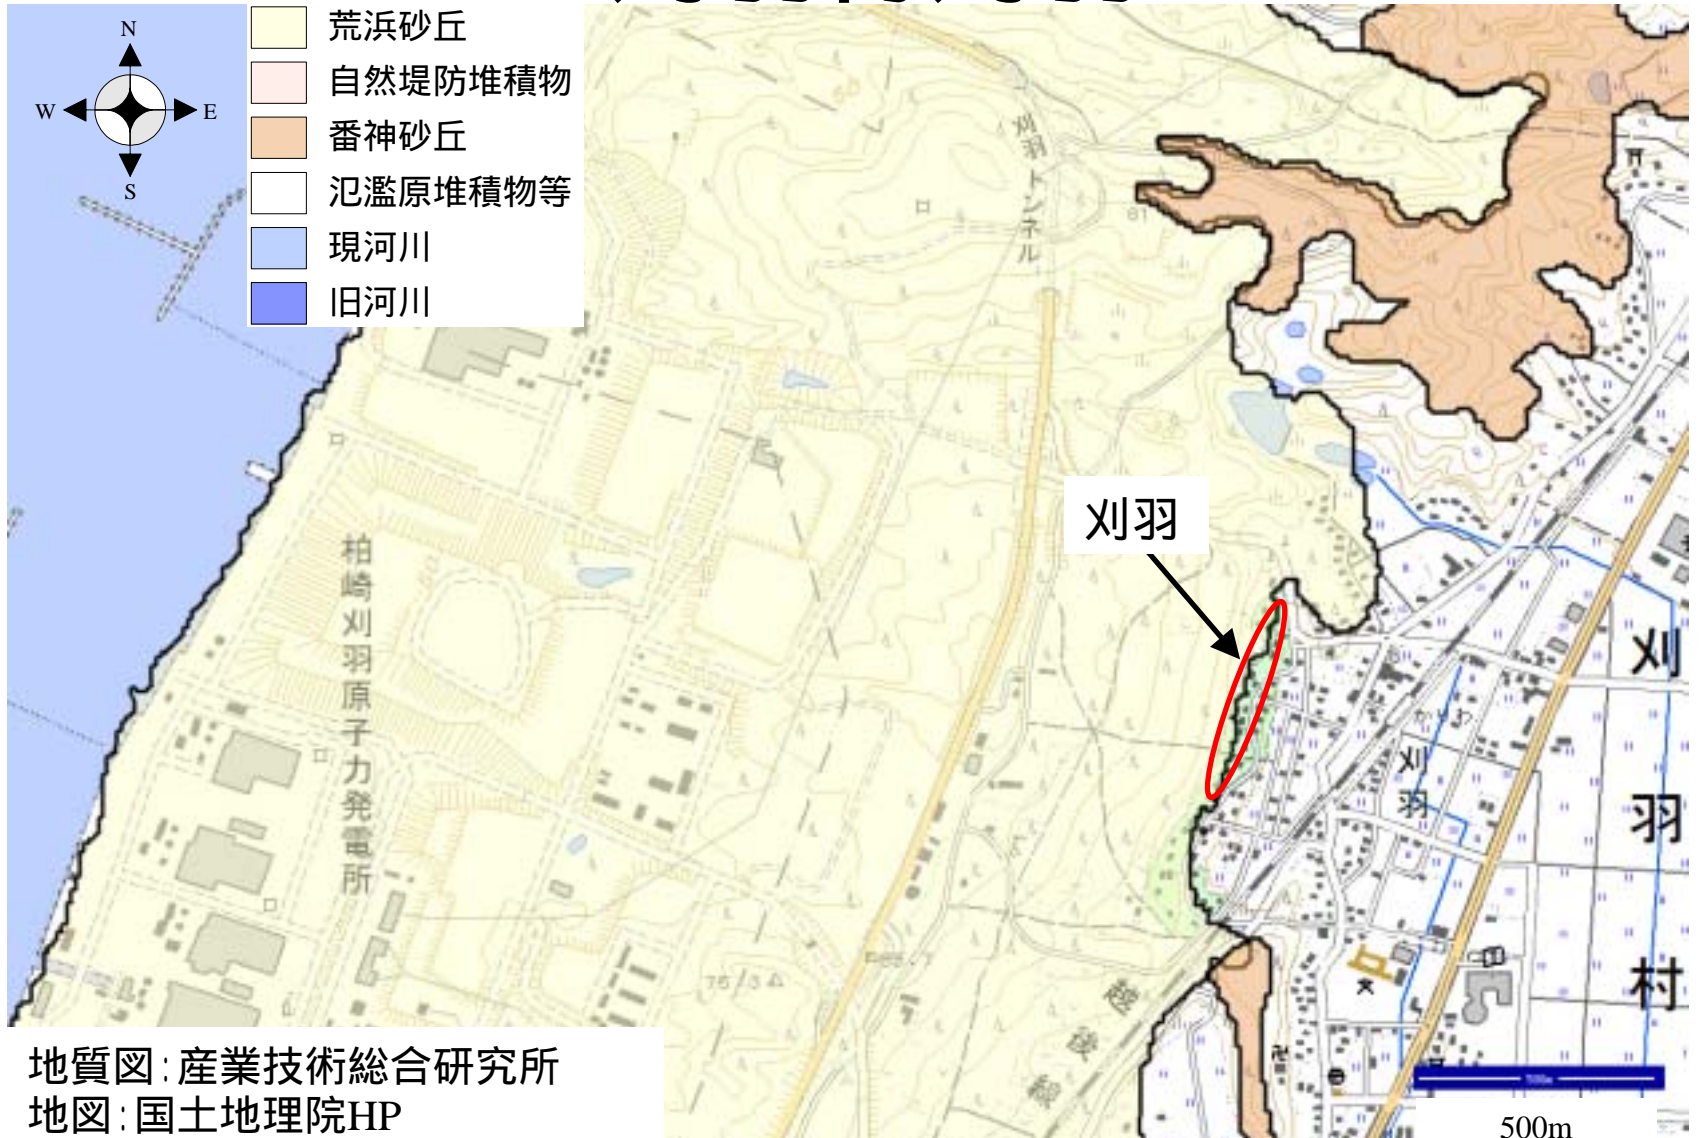 N
W
E
S
荒浜砂丘
自然堤防堆積物
番神砂丘
氾濫原堆積物等
現河川
旧河川
刈羽トンネル
61
刈羽
柏崎刈羽原子力発電所
かりわ
刈羽
刈羽村
越後線
地質図:産業技術総合研究所
地図:国土地理院HP
500m